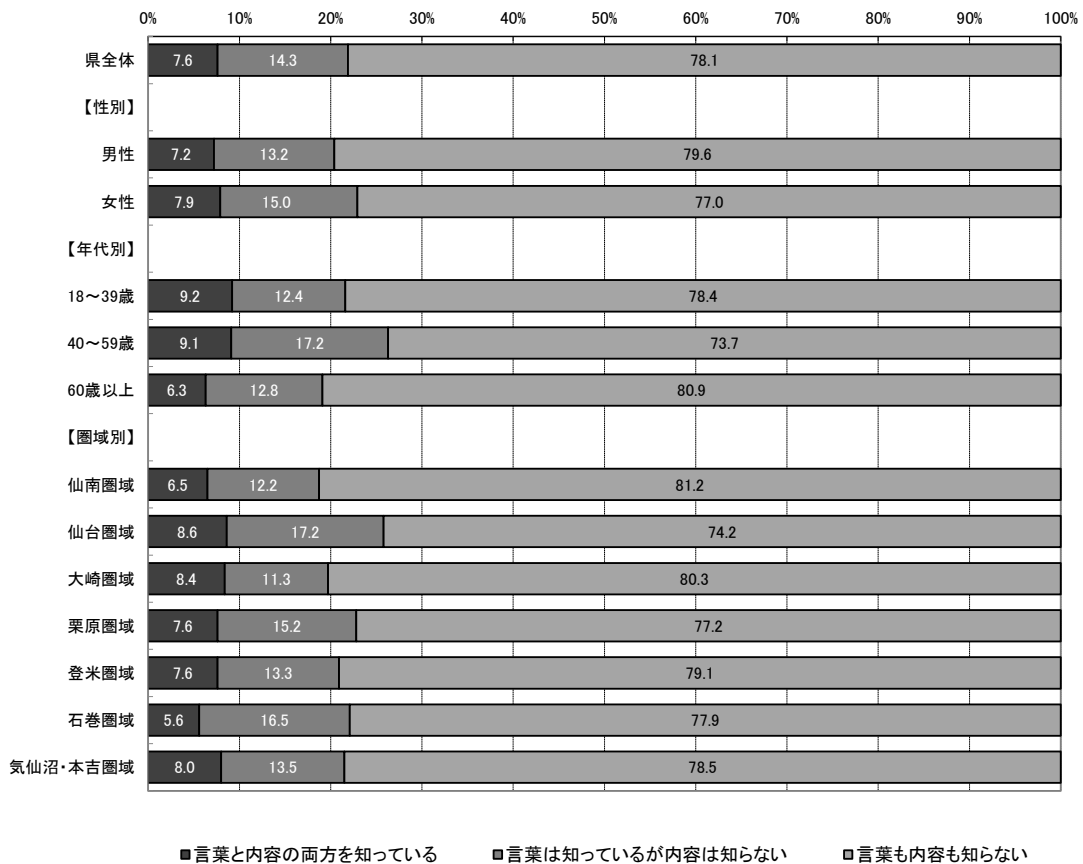 0% 10% 20% 30% 40% 50% 60% 70% 80% 90% 100%
県全体 7.6 14.3 78.1
【性別】
男性 7.2 13.2 79.6
女性 7.9 15.0 77.0
【年代別】
18～39歳 9.2 12.4 78.4
40～59歳 9.1 17.2 73.7
60歳以上 6.3 12.8 80.9
【圏域別】
仙南圏域 6.5 12.2 81.2
仙台圏域 8.6 17.2 74.2
大崎圏域 8.4 11.3 80.3
栗原圏域 7.6 15.2 77.2
登米圏域 7.6 13.3 79.1
石巻圏域 5.6 16.5 77.9
気仙沼・本吉圏域 8.0 13.5 78.5
■言葉と内容の両方を知っている ■言葉は知っているが内容は知らない ■言葉も内容も知らない